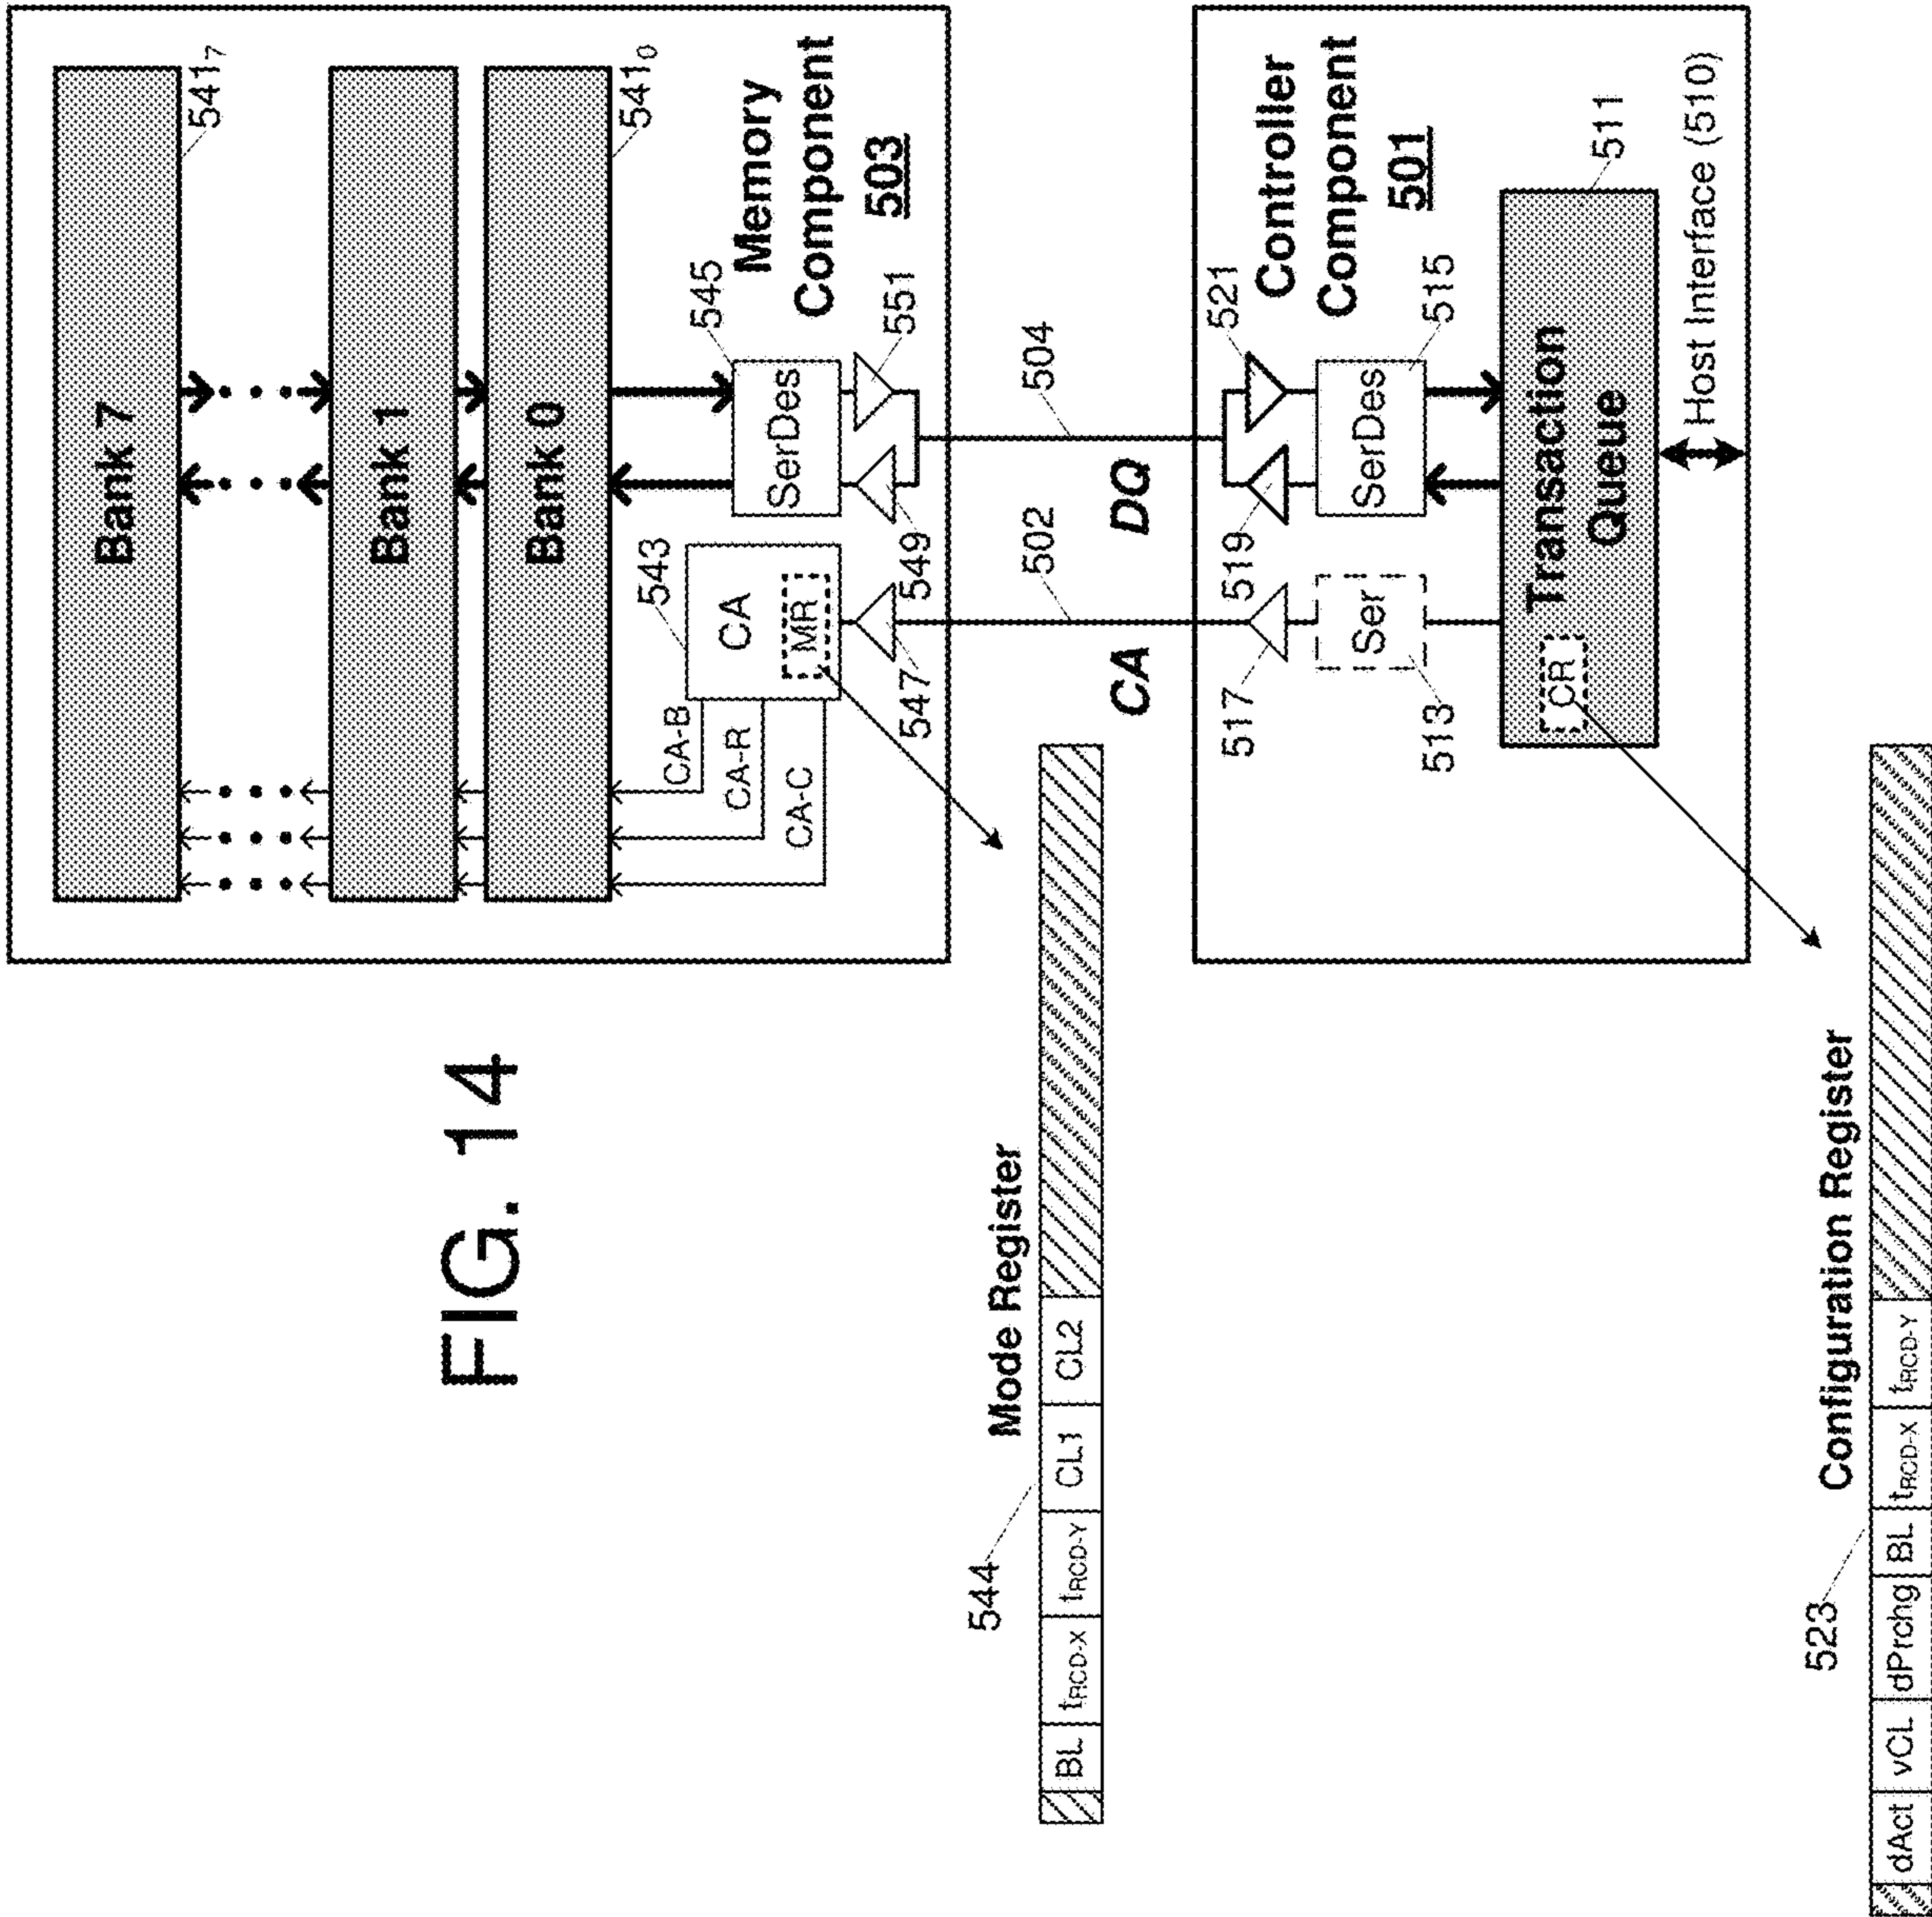 FIG. 14
Bank 7
541₇
Bank 1
Bank 0
541₀
CA-B
CA-R
CA-C
543
CA
MR
545
SerDes
Memory
Component
503
547
549
551
Mode Register
544
BL
tRCD-X
tRCD-Y
CL1
CL2
CA
502
DQ
504
517
519
521
Controller
Component
501
513
Ser
SerDes
515
CR
Transaction
Queue
511
Host Interface (510)
Configuration Register
523
dAct
vCL
dPrchg
BL
tRCD-X
tRCD-Y